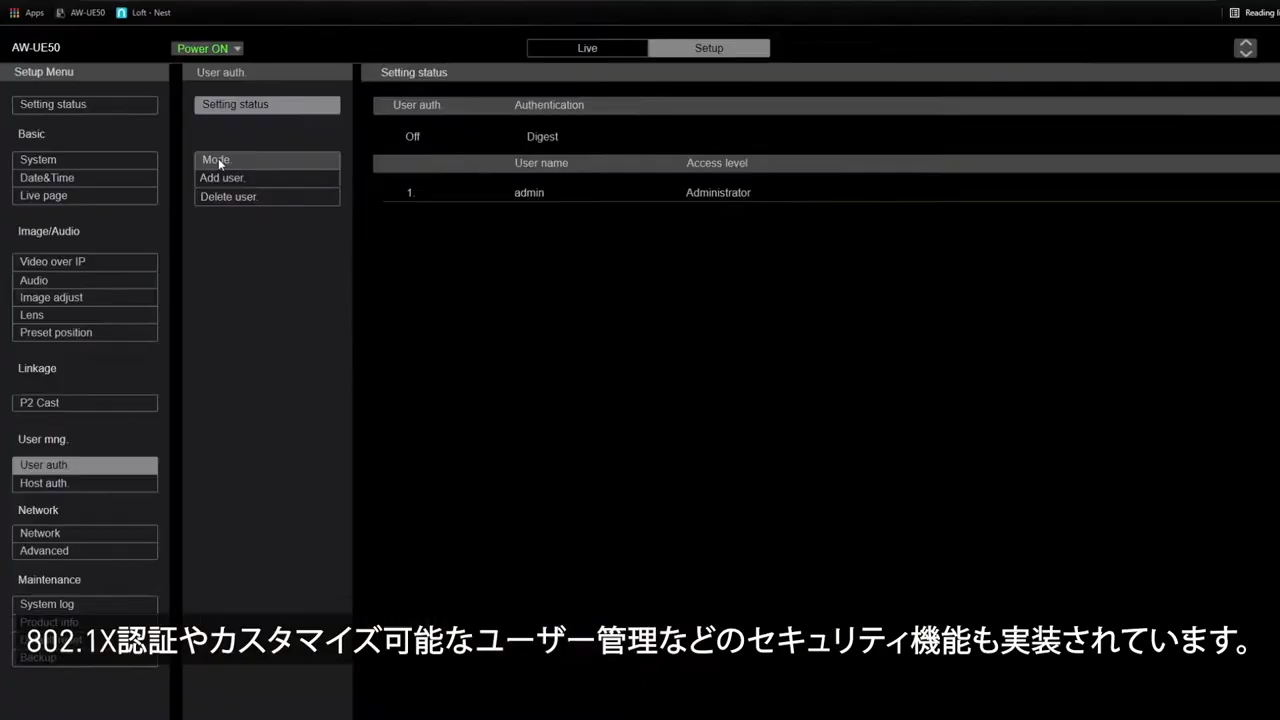 Apps AW-UE50 Loft - Nest Reading li
AW-UE50 Power ON Live Setup
Setup Menu
Setting status
Basic
System
Date&Time
Live page
Image/Audio
Video over IP
Audio
Image adjust
Lens
Preset position
Linkage
P2 Cast
User mng.
User auth
Host auth.
Network
Network
Advanced
Maintenance
System log
Product info
Backup
User auth.
Setting status
Mode.
Add user.
Delete user.
Setting status
User auth. Authentication
Off Digest
User name Access level
1. admin Administrator
802.1X認証やカスタマイズ可能なユーザー管理などのセキュリティ機能も実装されています。